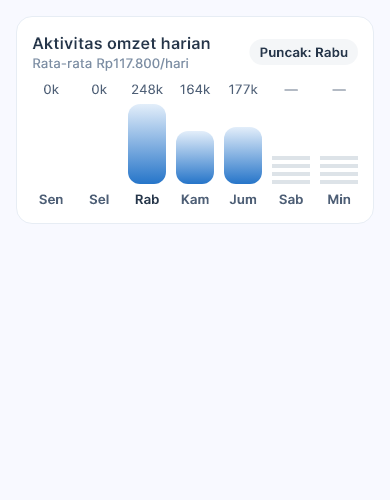 Aktivitas omzet harian
Rata-rata Rp117.800/hari
Puncak: Rabu
0k 0k 248k 164k 177k — —
Sen Sel Rab Kam Jum Sab Min